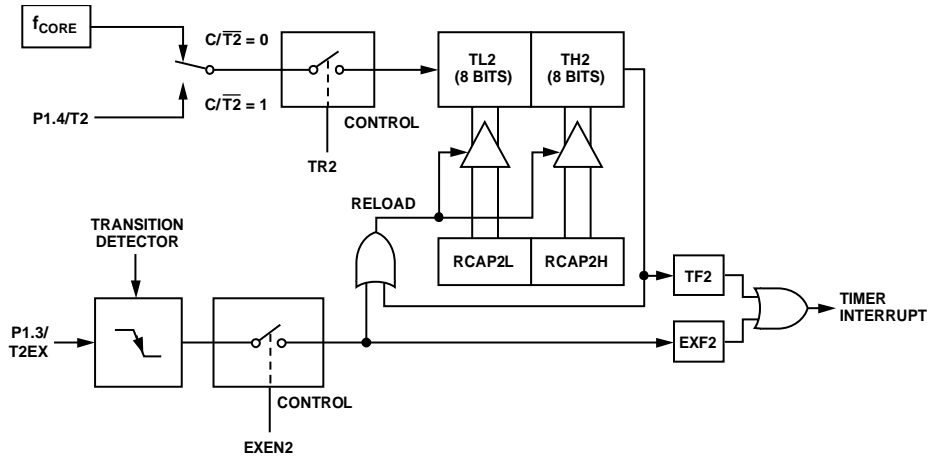 f_CORE
C/T2̅ = 0
C/T2̅ = 1
P1.4/T2
CONTROL
TR2
TL2
(8 BITS)
TH2
(8 BITS)
RELOAD
TRANSITION
DETECTOR
RCAP2L
RCAP2H
TF2
EXF2
TIMER
INTERRUPT
P1.3/
T2EX
CONTROL
EXEN2